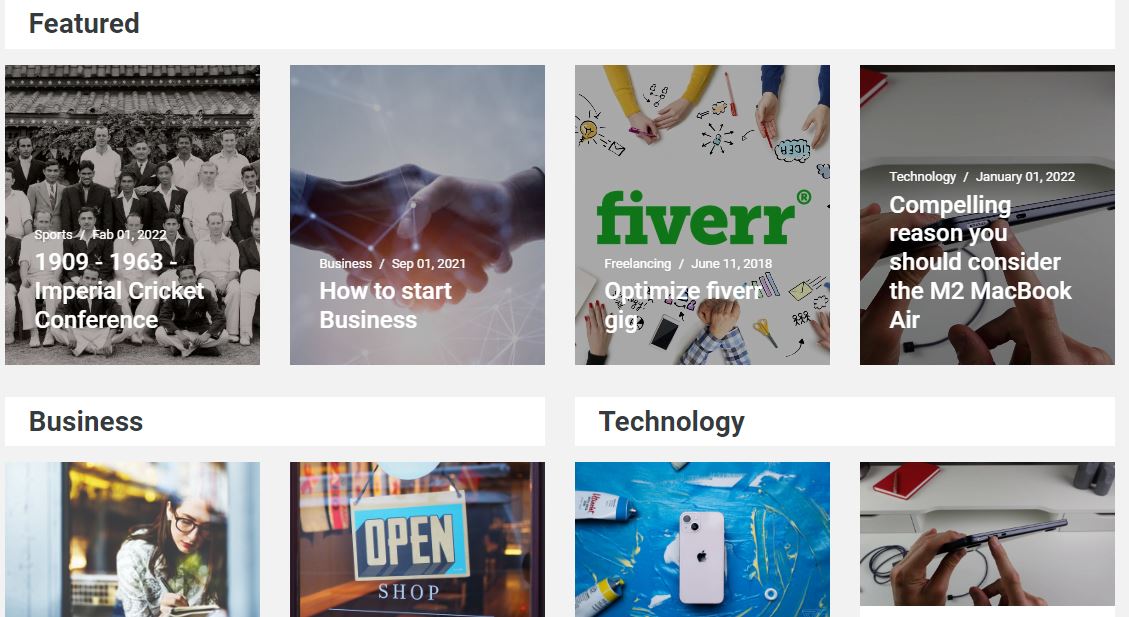 Featured
Sports / Fab 01, 2022
1909 - 1963 -
Imperial Cricket
Conference
Business / Sep 01, 2021
How to start
Business
IDEA
fiverr®
Freelancing / June 11, 2018
Optimize fiverr
gig
Technology / January 01, 2022
Compelling
reason you
should consider
the M2 MacBook
Air
Business
Technology
OPEN
SHOP